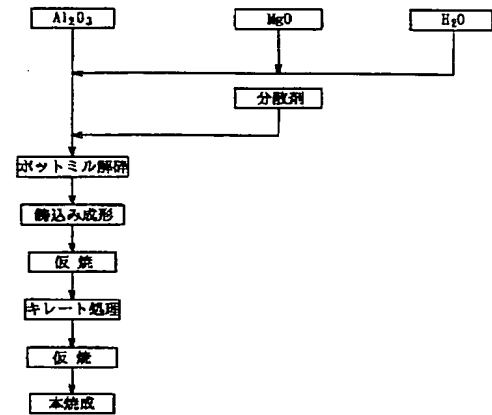 Al₂O₃
MgO
H₂O
分散剤
ポットミル解砕
鋳込み成形
仮 焼
キレート処理
仮 焼
本焼成